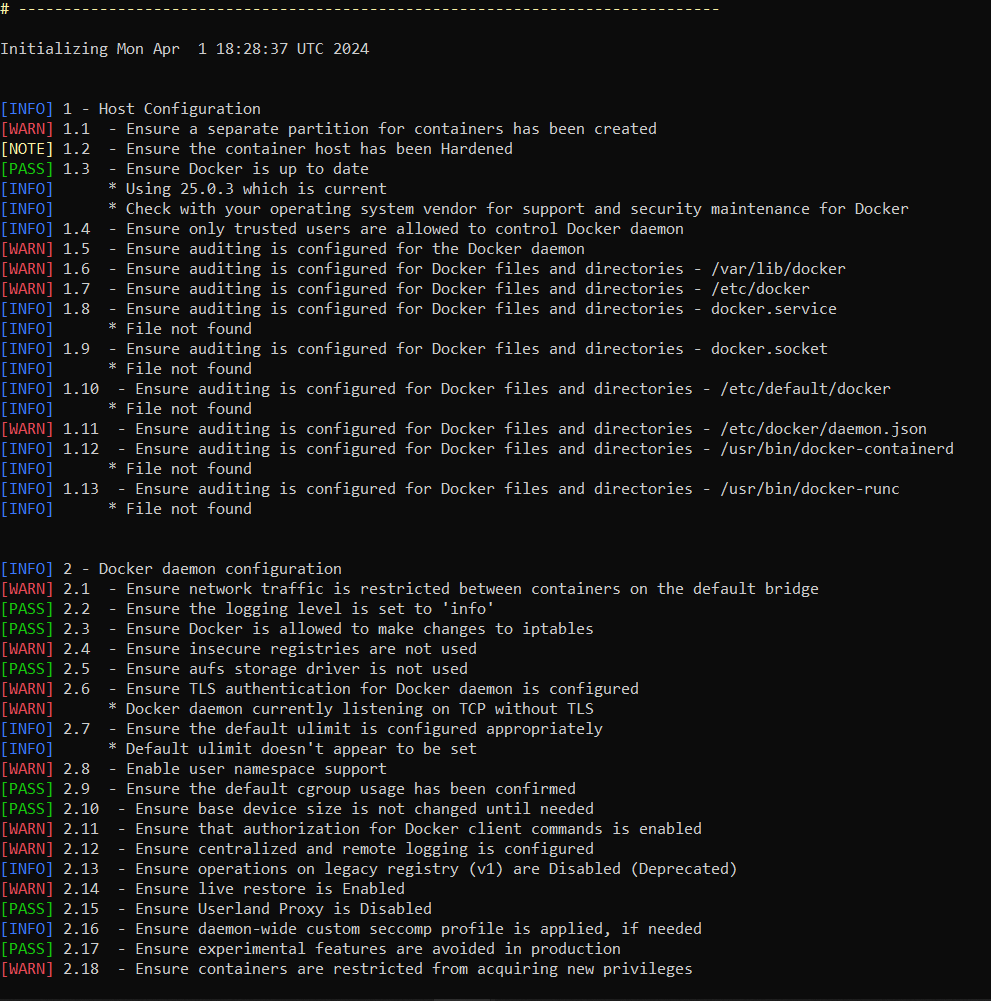 # ------------------------------------------------------------------------------
Initializing Mon Apr  1 18:28:37 UTC 2024
[INFO] 1 - Host Configuration
[WARN] 1.1  - Ensure a separate partition for containers has been created
[NOTE] 1.2  - Ensure the container host has been Hardened
[PASS] 1.3  - Ensure Docker is up to date
[INFO]      * Using 25.0.3 which is current
[INFO]      * Check with your operating system vendor for support and security maintenance for Docker
[INFO] 1.4  - Ensure only trusted users are allowed to control Docker daemon
[WARN] 1.5  - Ensure auditing is configured for the Docker daemon
[WARN] 1.6  - Ensure auditing is configured for Docker files and directories - /var/lib/docker
[WARN] 1.7  - Ensure auditing is configured for Docker files and directories - /etc/docker
[INFO] 1.8  - Ensure auditing is configured for Docker files and directories - docker.service
[INFO]      * File not found
[INFO] 1.9  - Ensure auditing is configured for Docker files and directories - docker.socket
[INFO]      * File not found
[INFO] 1.10  - Ensure auditing is configured for Docker files and directories - /etc/default/docker
[INFO]      * File not found
[WARN] 1.11  - Ensure auditing is configured for Docker files and directories - /etc/docker/daemon.json
[INFO] 1.12  - Ensure auditing is configured for Docker files and directories - /usr/bin/docker-containerd
[INFO]      * File not found
[INFO] 1.13  - Ensure auditing is configured for Docker files and directories - /usr/bin/docker-runc
[INFO]      * File not found
[INFO] 2 - Docker daemon configuration
[WARN] 2.1  - Ensure network traffic is restricted between containers on the default bridge
[PASS] 2.2  - Ensure the logging level is set to 'info'
[PASS] 2.3  - Ensure Docker is allowed to make changes to iptables
[WARN] 2.4  - Ensure insecure registries are not used
[PASS] 2.5  - Ensure aufs storage driver is not used
[WARN] 2.6  - Ensure TLS authentication for Docker daemon is configured
[WARN]      * Docker daemon currently listening on TCP without TLS
[INFO] 2.7  - Ensure the default ulimit is configured appropriately
[INFO]      * Default ulimit doesn't appear to be set
[WARN] 2.8  - Enable user namespace support
[PASS] 2.9  - Ensure the default cgroup usage has been confirmed
[PASS] 2.10  - Ensure base device size is not changed until needed
[WARN] 2.11  - Ensure that authorization for Docker client commands is enabled
[WARN] 2.12  - Ensure centralized and remote logging is configured
[INFO] 2.13  - Ensure operations on legacy registry (v1) are Disabled (Deprecated)
[WARN] 2.14  - Ensure live restore is Enabled
[PASS] 2.15  - Ensure Userland Proxy is Disabled
[INFO] 2.16  - Ensure daemon-wide custom seccomp profile is applied, if needed
[PASS] 2.17  - Ensure experimental features are avoided in production
[WARN] 2.18  - Ensure containers are restricted from acquiring new privileges